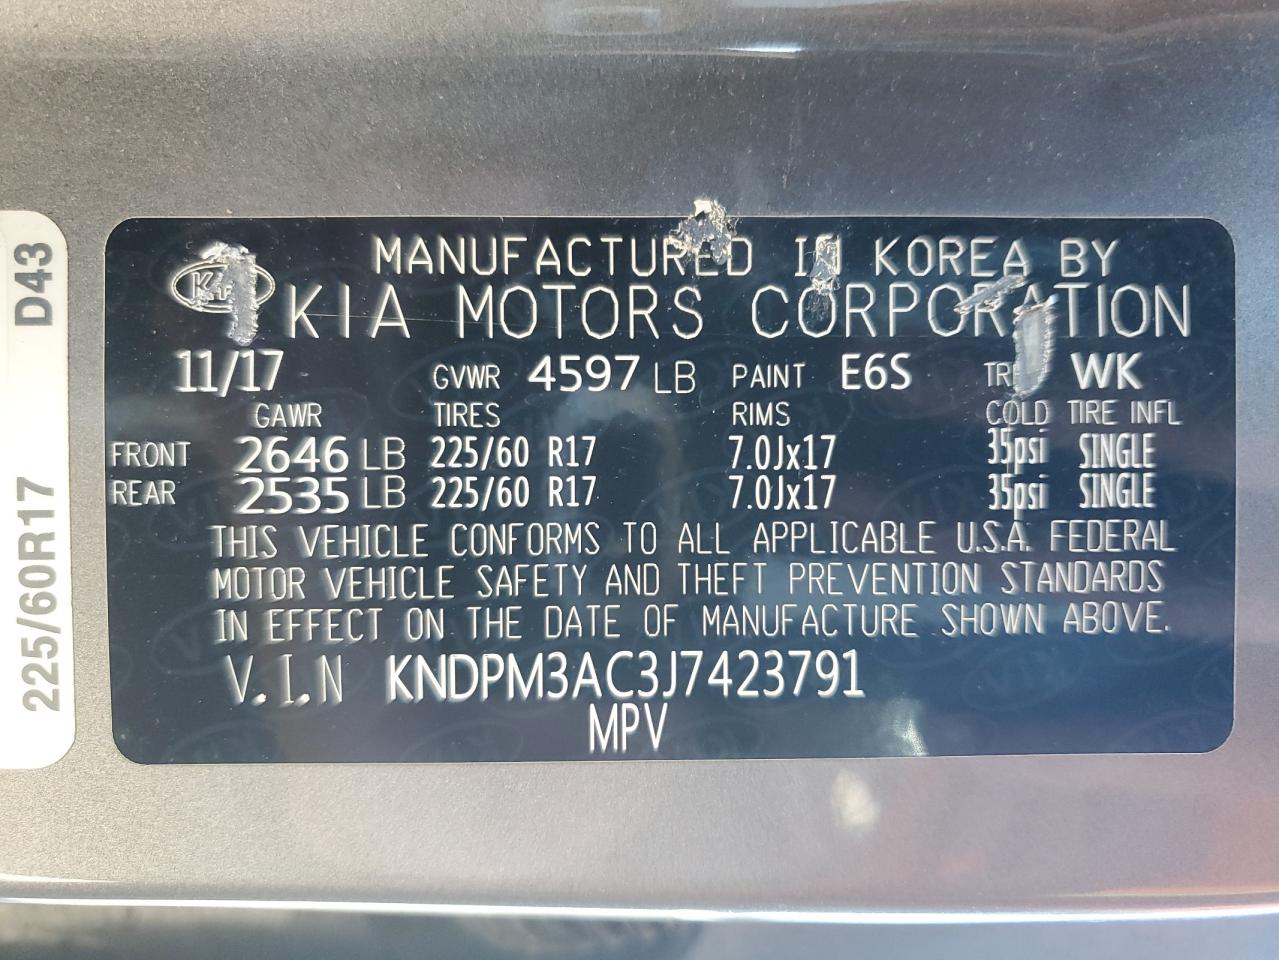 MANUFACTURED IN KOREA BY
KIA KIA MOTORS CORPORATION
11/17 GVWR 4597 LB PAINT E6S WK
GAWR TIRES RIMS COLD TIRE INFL
FRONT 2646 LB 225/60 R17 7.0Jx17 35psi SINGLE
REAR 2535 LB 225/60 R17 7.0Jx17 35psi SINGLE
THIS VEHICLE CONFORMS TO ALL APPLICABLE U.S.A. FEDERAL
MOTOR VEHICLE SAFETY AND THEFT PREVENTION STANDARDS
IN EFFECT ON THE DATE OF MANUFACTURE SHOWN ABOVE.
V.I.N KNDPM3AC3J7423791
MPV
225/60R17 D43